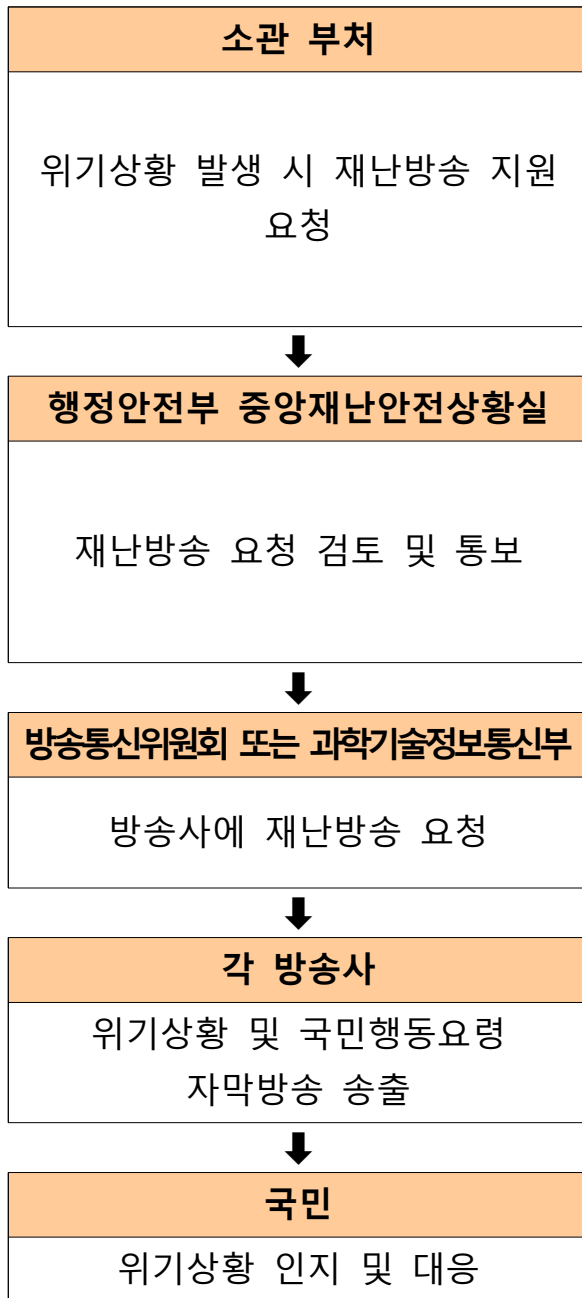 소관 부처
위기상황 발생 시 재난방송 지원
요청
행정안전부 중앙재난안전상황실
재난방송 요청 검토 및 통보
방송통신위원회 또는 과학기술정보통신부
방송사에 재난방송 요청
각 방송사
위기상황 및 국민행동요령
자막방송 송출
국민
위기상황 인지 및 대응